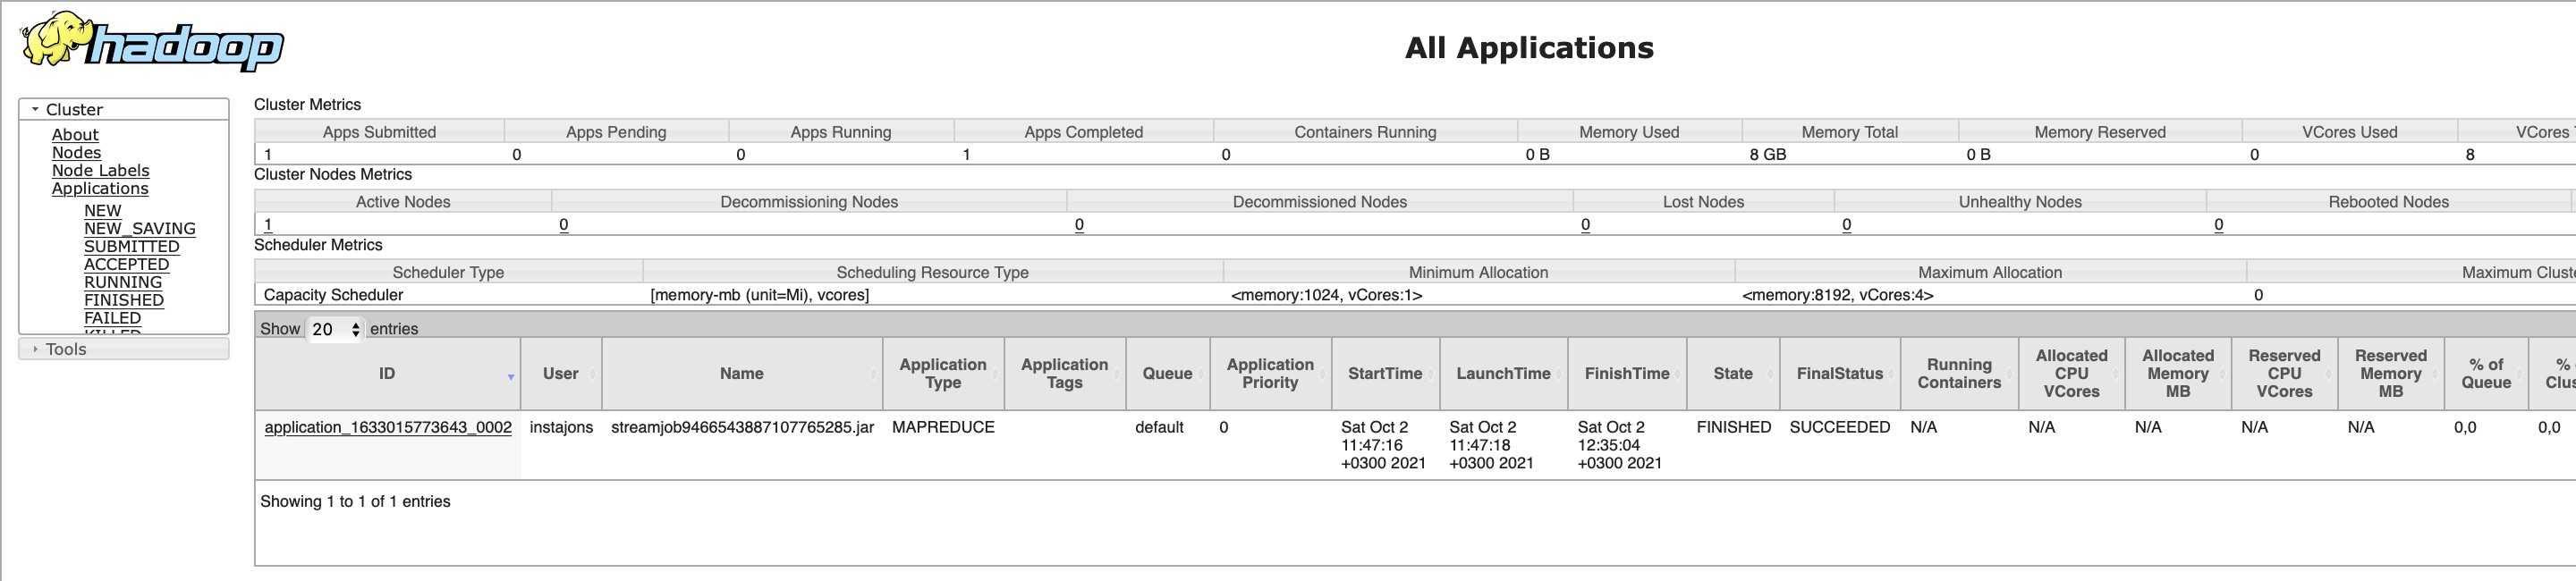 hadoop
All Applications
Cluster
About
Nodes
Node Labels
Applications
NEW
NEW_SAVING
SUBMITTED
ACCEPTED
RUNNING
FINISHED
FAILED
KILLED
Tools
Cluster Metrics
Apps Submitted Apps Pending Apps Running Apps Completed Containers Running Memory Used Memory Total Memory Reserved VCores Used VCores
1 0 0 1 0 0 B 8 GB 0 B 0 8
Cluster Nodes Metrics
Active Nodes Decommissioning Nodes Decommissioned Nodes Lost Nodes Unhealthy Nodes Rebooted Nodes
1 0 0 0 0 0
Scheduler Metrics
Scheduler Type Scheduling Resource Type Minimum Allocation Maximum Allocation Maximum
Capacity Scheduler [memory-mb (unit=Mi), vcores] <memory:1024, vCores:1> <memory:8192, vCores:4> 0
Show 20 entries
ID User Name Application Type Application Tags Queue Application Priority StartTime LaunchTime FinishTime State FinalStatus Running Containers Allocated CPU VCores Allocated Memory MB Reserved CPU VCores Reserved Memory MB % of Queue %
application_1633015773643_0002 instajons streamjob9466543887107765285.jar MAPREDUCE default 0 Sat Oct 2 11:47:16 +0300 2021 Sat Oct 2 11:47:18 +0300 2021 Sat Oct 2 12:35:04 +0300 2021 FINISHED SUCCEEDED N/A N/A N/A N/A N/A 0,0 0,0
Showing 1 to 1 of 1 entries